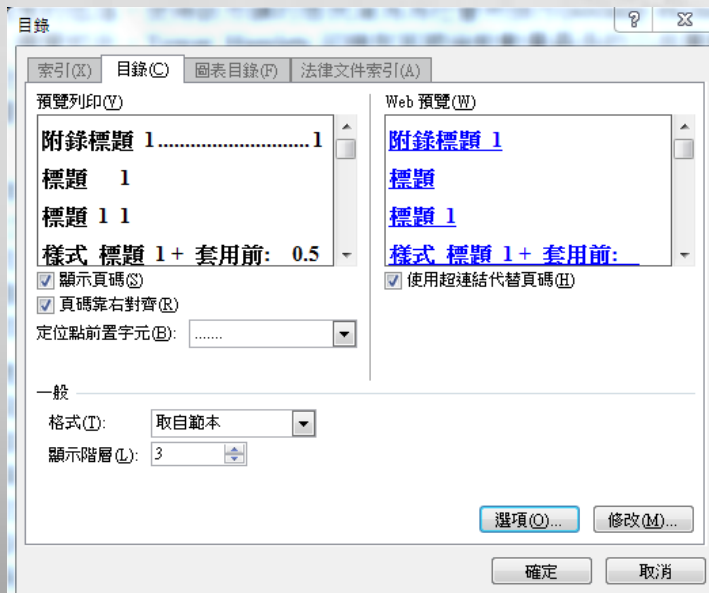 目錄
索引(X) 目錄(C) 圖表目錄(F) 法律文件索引(A)
預覽列印(V)
附錄標題 1............................1
標題 1
標題 1 1
樣式 標題 1 + 套用前: 0.5
Web 預覽(W)
附錄標題 1
標題
標題 1
樣式 標題 1 + 套用前:
顯示頁碼(S)
頁碼靠右對齊(R)
使用超連結代替頁碼(H)
定位點前置字元(B): .......
一般
格式(T): 取自範本
顯示階層(L): 3
選項(O)... 修改(M)...
確定 取消